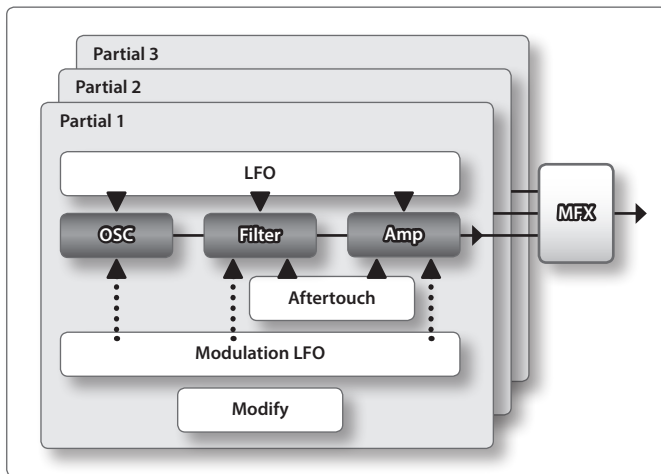 Partial 3
Partial 2
Partial 1
LFO
OSC
Filter
Amp
MFX
Aftertouch
Modulation LFO
Modify